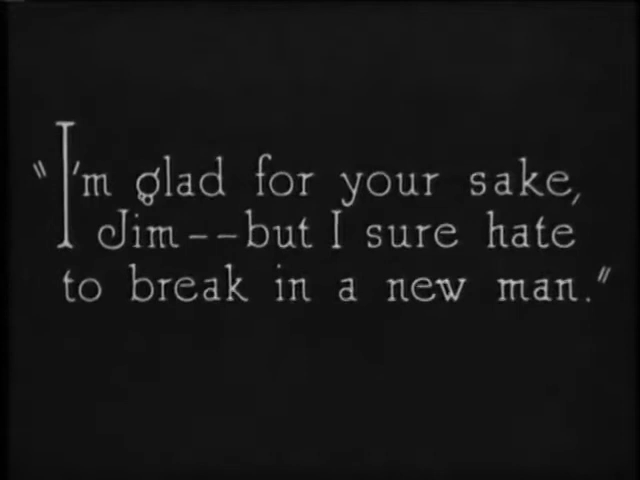 "I'm glad for your sake,
Jim--but I sure hate
to break in a new man."